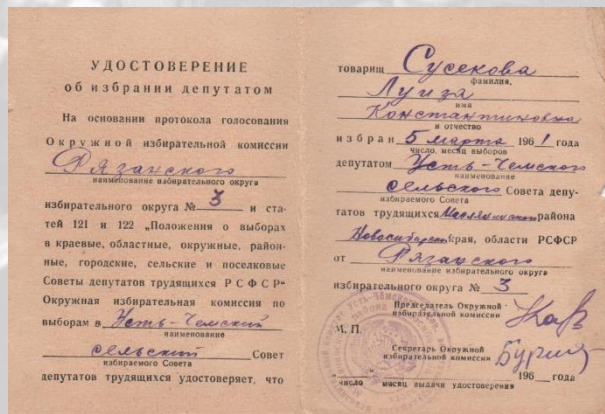 УДОСТОВЕРЕНИЕ
об избрании депутатом
На основании протокола голосования
Окружной избирательной комиссии
Рязанского
наименование избирательного округа
избирательного округа № 3 и ста-
тей 121 и 122 „Положения о выборах
в краевые, областные, окружные, район-
ные, городские, сельские и поселковые
Советы депутатов трудящихся РСФСР“
Окружная избирательная комиссия по
выборам в Усть-Чемский
наименование
сельский Совет
избираемого Совета
депутатов трудящихся удостоверяет, что
товарищ Сусекова
фамилия,
Луиза
имя
Константиновна
и отчество
избран 5 марта 1961 года
число, месяц выборов
депутатом Усть-Чемского
наименование
сельского Совета депу-
избираемого Совета
татов трудящихся Маслянинского района
Новосибирской края, области РСФСР
от Рязанского
наименование избирательного округа
избирательного округа № 3
Председатель Окружной
избирательной комиссии
М. П.
Секретарь Окружной
избирательной комиссии
" " 196 года
число месяц выдачи удостоверения